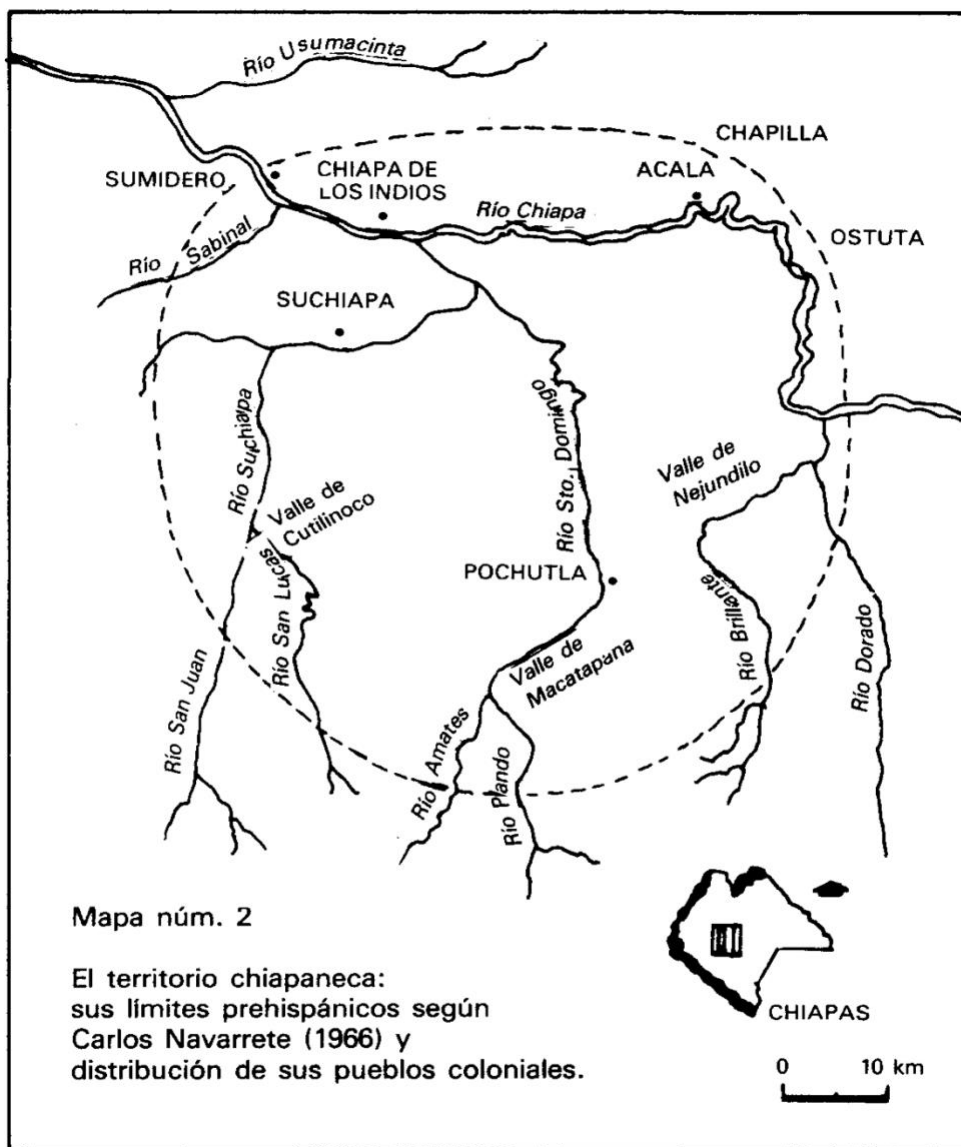 Río Usumacinta
CHAPILLA
SUMIDERO
CHIAPA DE
LOS INDIOS
ACALA
Río Chiapa
OSTUTA
Río Sabinal
SUCHIAPA
Río Suchiapa
Valle de
Cutilinoco
Río Sto. Domingo
Valle de
Nejundilo
POCHUTLA
Río San Lucas
Río San Juan
Valle de
Macatapana
Río Brillante
Río Dorado
Río Amates
Río Plando
Mapa núm. 2
El territorio chiapaneca:
sus límites prehispánicos según
Carlos Navarrete (1966) y
distribución de sus pueblos coloniales.
CHIAPAS
0 10 km